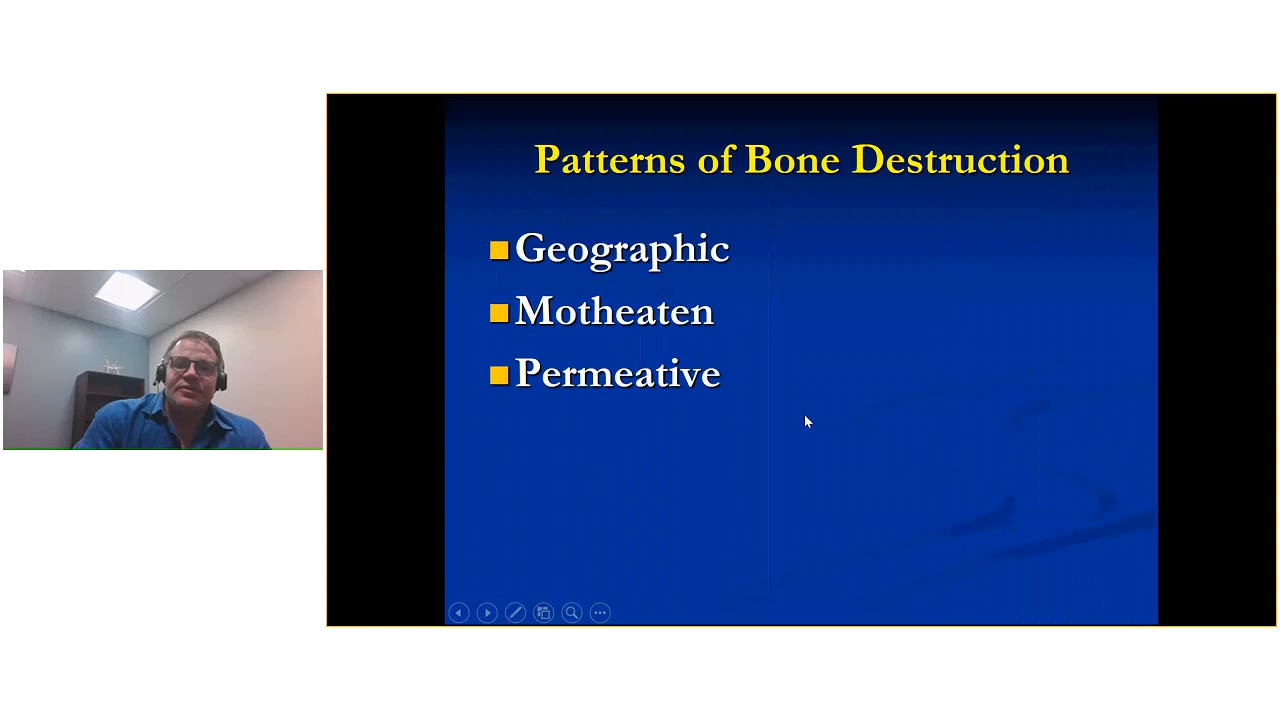 Patterns of Bone Destruction
Geographic
Motheaten
Permeative